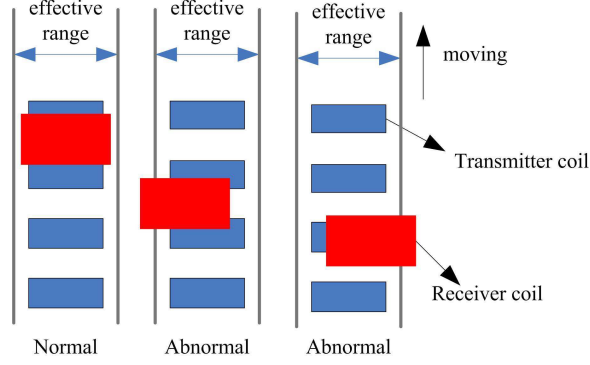 effective
range
effective
range
effective
range
moving
Transmitter coil
Receiver coil
Normal
Abnormal
Abnormal